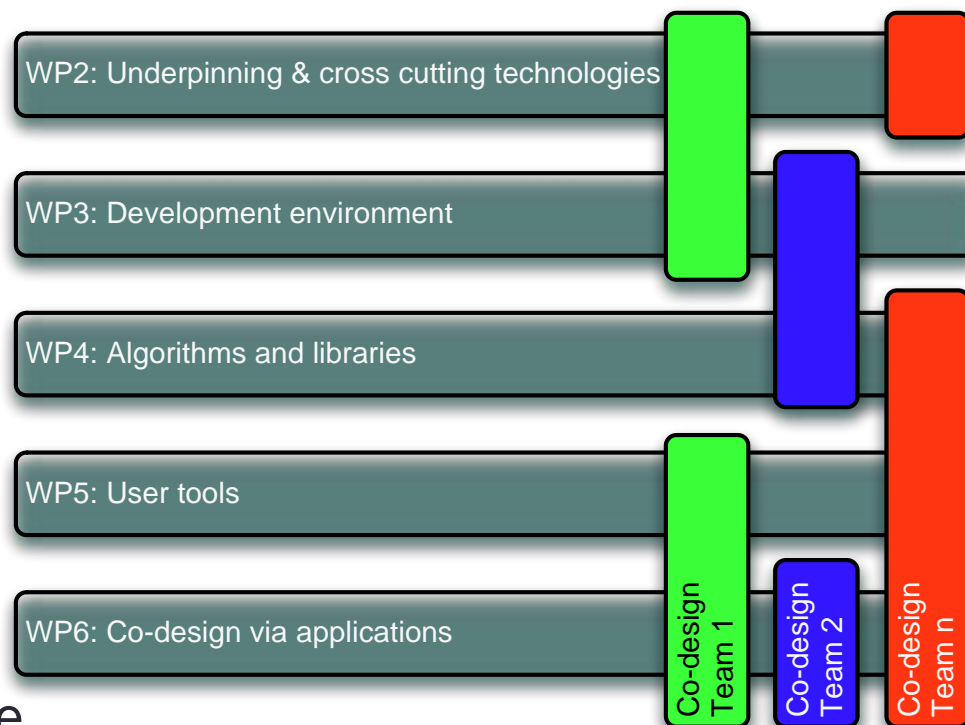 WP2: Underpinning & cross cutting technologies
WP3: Development environment
WP4: Algorithms and libraries
WP5: User tools
WP6: Co-design via applications
Co-design
Team 1
Co-design
Team 2
Co-design
Team n